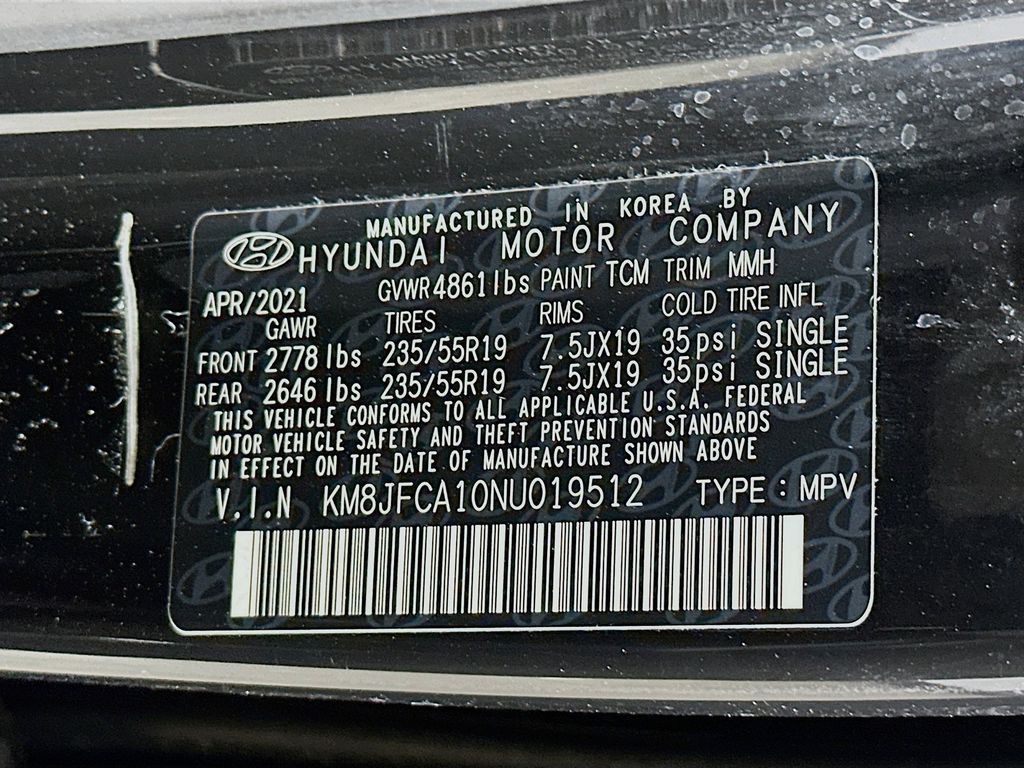 MANUFACTURED IN KOREA BY
HYUNDAI MOTOR COMPANY
APR/2021 GVWR 4861lbs PAINT TCM TRIM MMH
GAWR TIRES RIMS COLD TIRE INFL
FRONT 2778 lbs 235/55R19 7.5JX19 35psi SINGLE
REAR 2646 lbs 235/55R19 7.5JX19 35psi SINGLE
THIS VEHICLE CONFORMS TO ALL APPLICABLE U.S.A. FEDERAL
MOTOR VEHICLE SAFETY AND THEFT PREVENTION STANDARDS
IN EFFECT ON THE DATE OF MANUFACTURE SHOWN ABOVE
V.I.N KM8JFCA10NU019512 TYPE : MPV